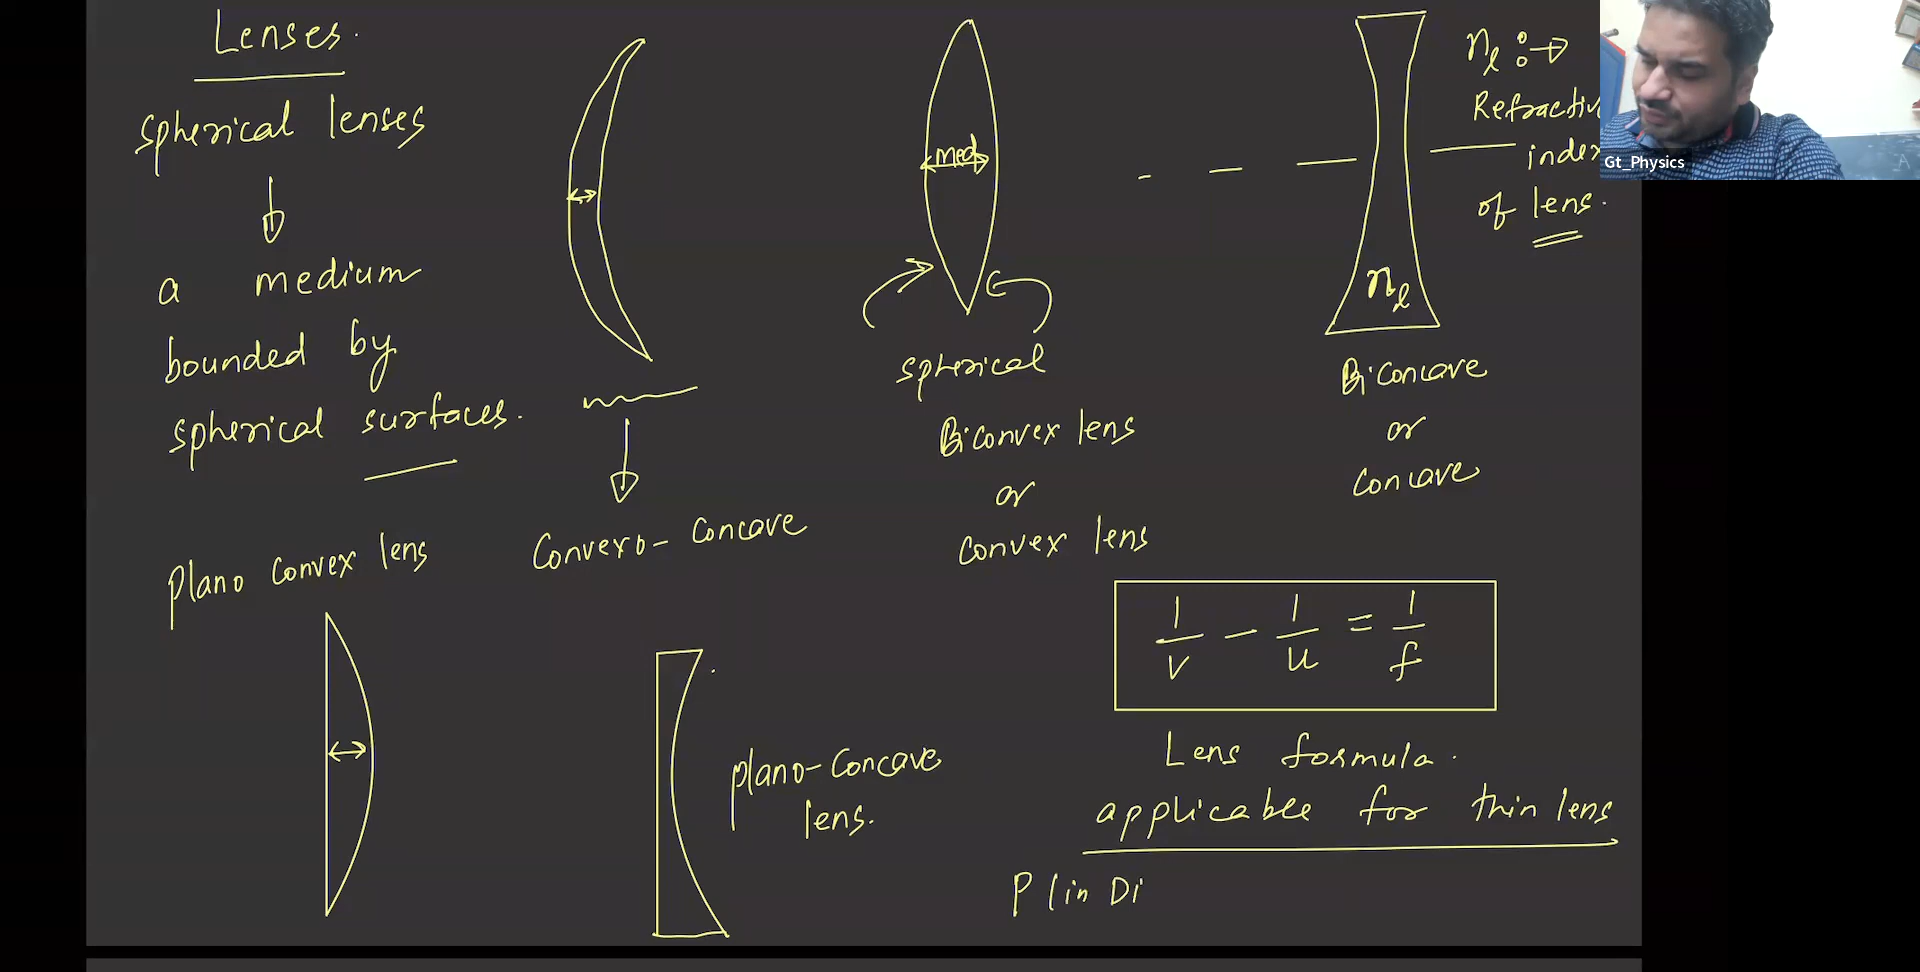 Lenses.
spherical lenses
a medium
bounded by
spherical surfaces.
Plano convex lens
Convexo-Concave
med
spherical
Biconvex lens
or
convex lens
nℓ
Biconcave
or
Concave
nℓ :→
Refractiv
index
of lens.
Gt_Physics
plano-Concave
lens.
1/v - 1/u = 1/f
Lens formula.
applicable for thin lens
P (in Di